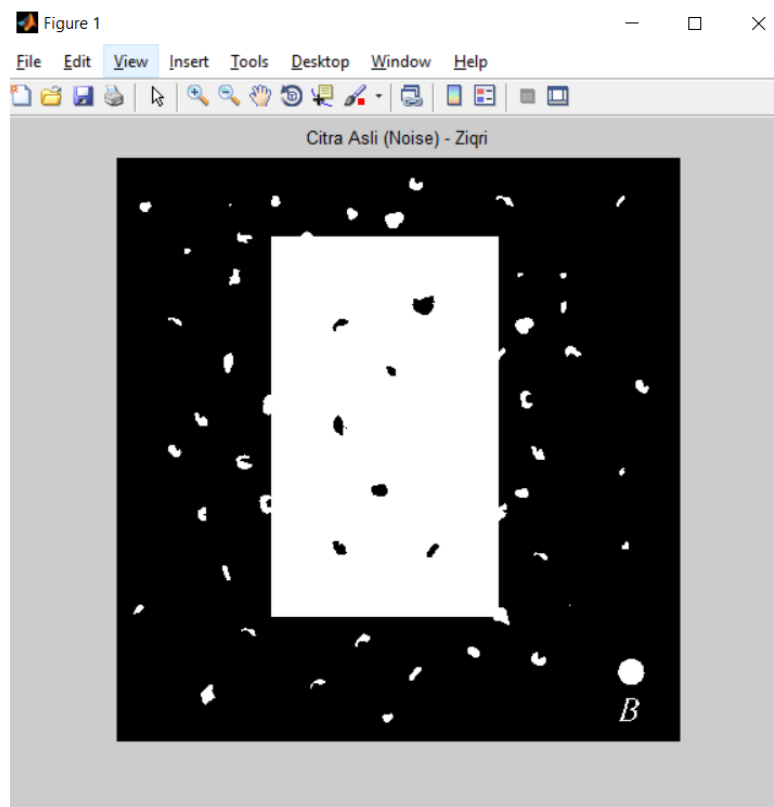 Figure 1
File Edit View Insert Tools Desktop Window Help
Citra Asli (Noise) - Ziqri
B